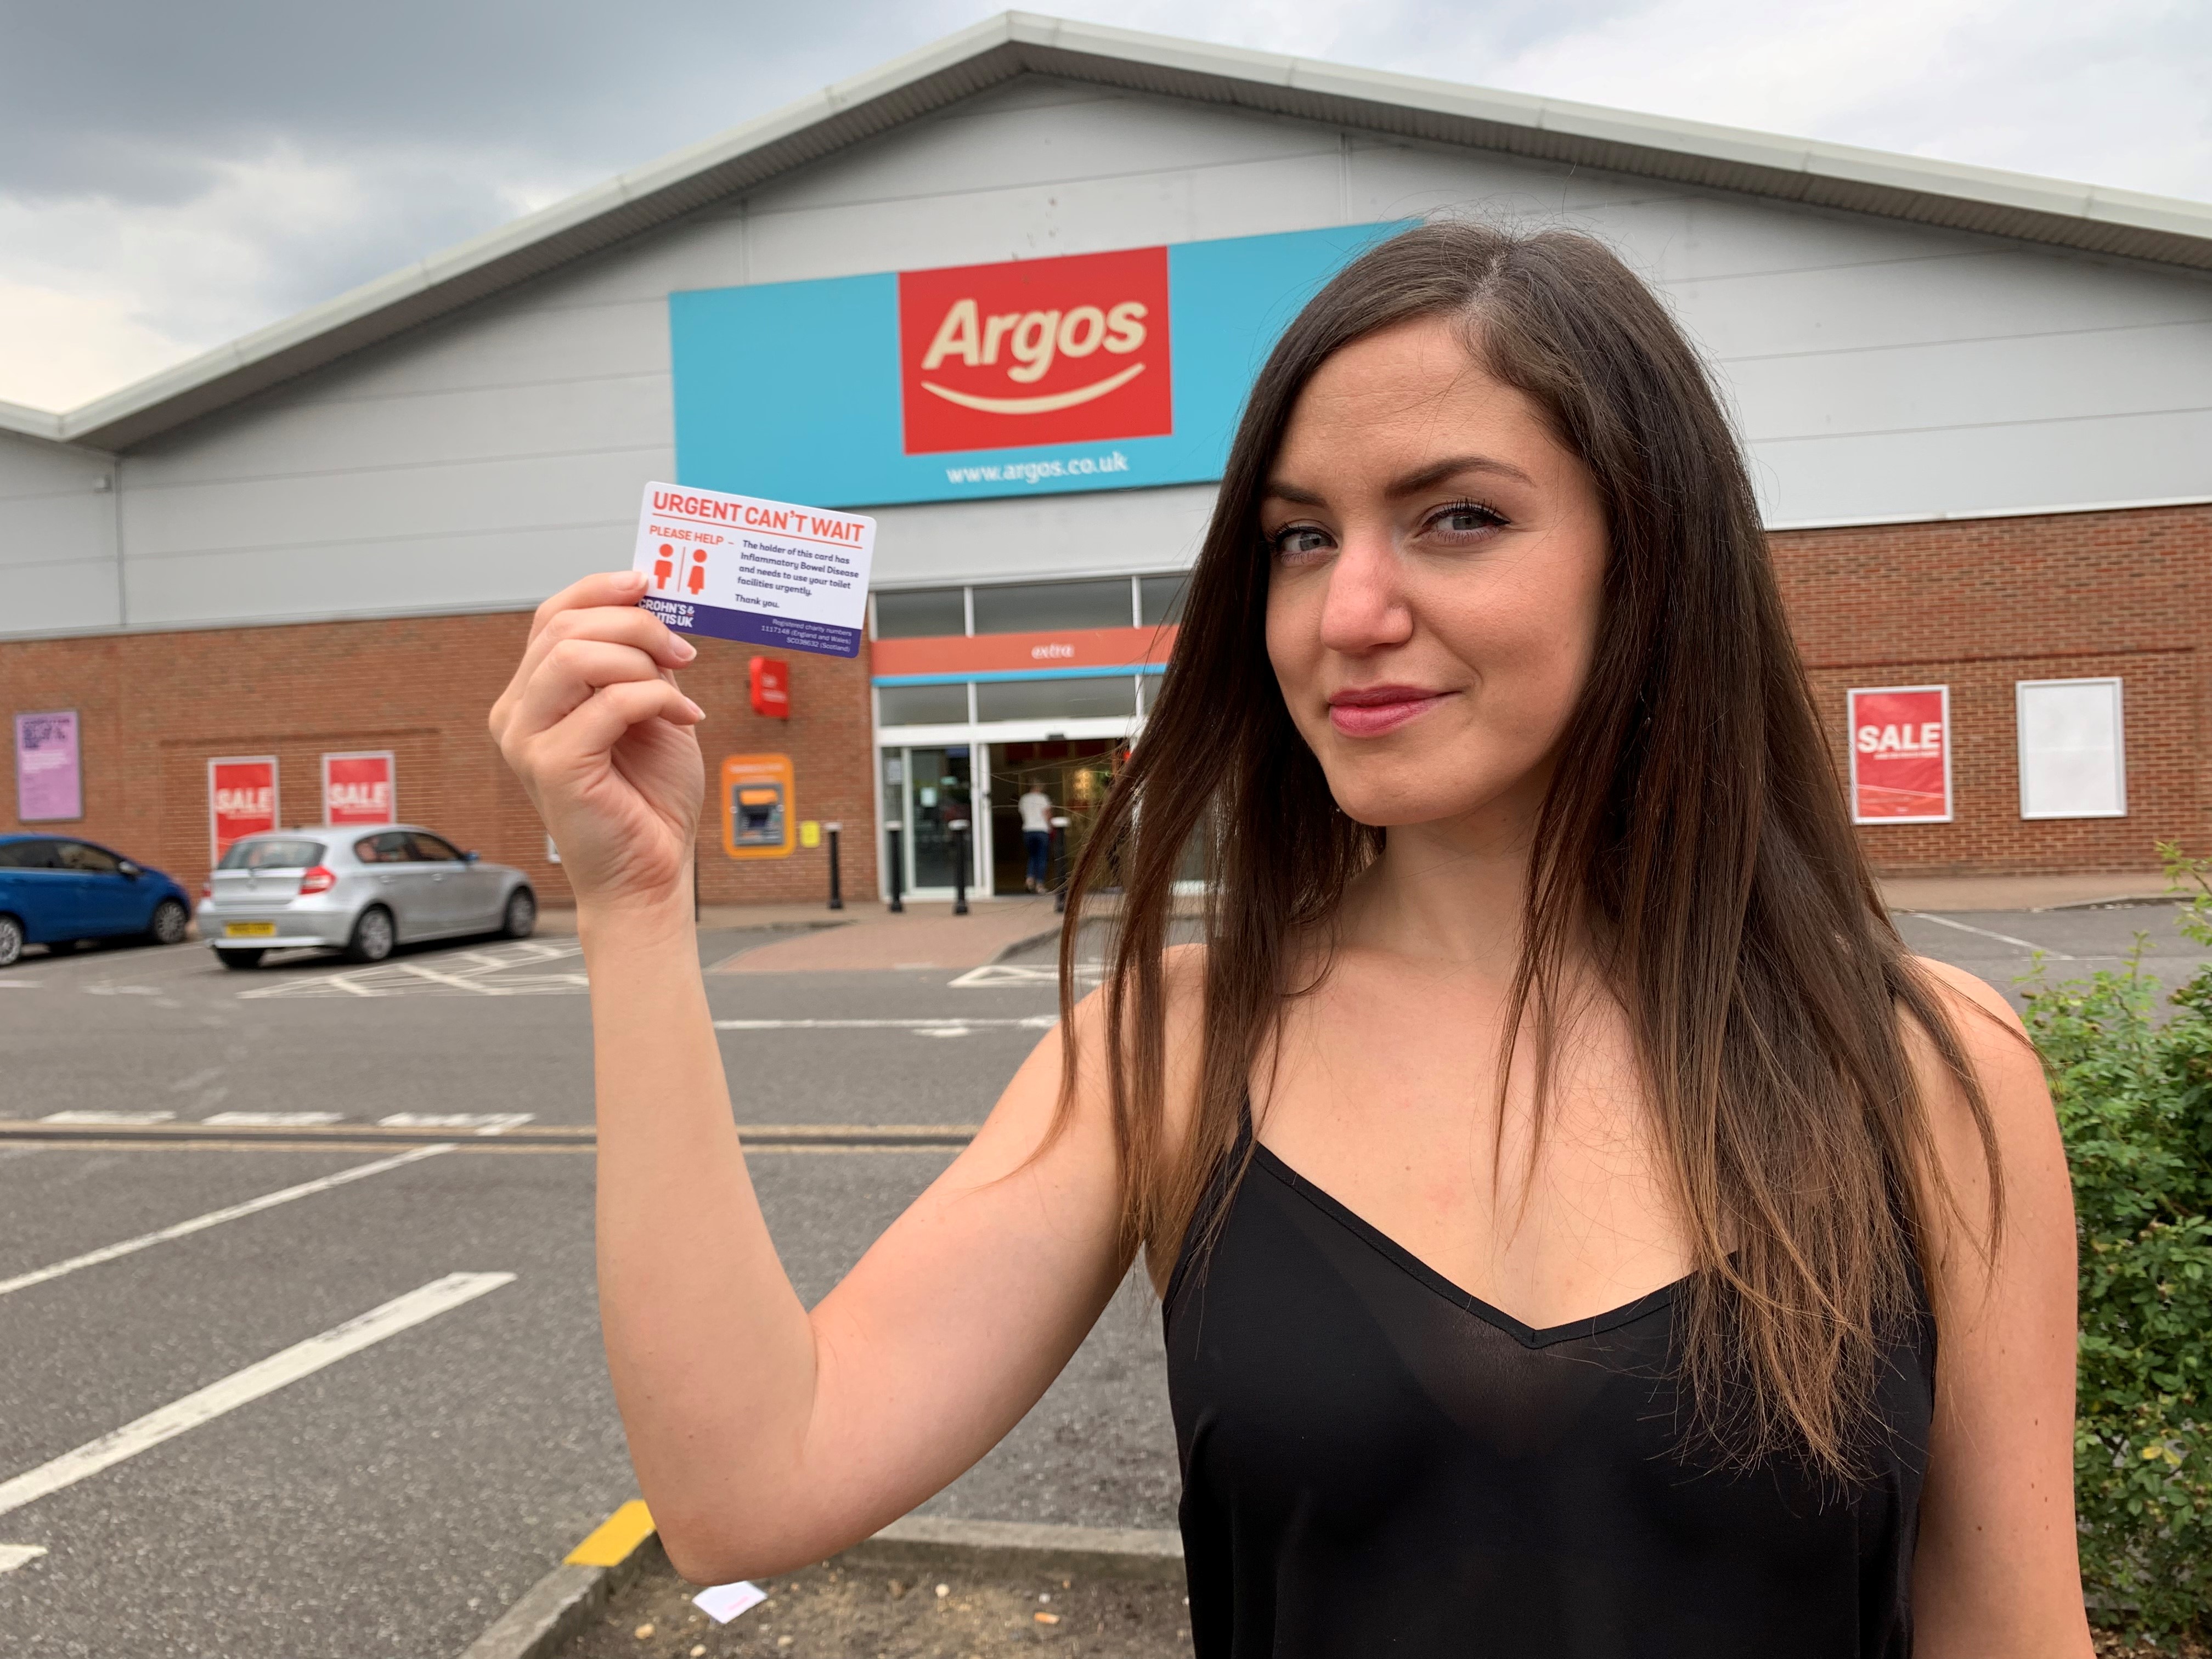 Argos
www.argos.co.uk
URGENT CAN'T WAIT
PLEASE HELP –
The holder of this card has
Inflammatory Bowel Disease
and needs to use your toilet
facilities urgently.
Thank you.
CROHN'S &
UK
Registered charity numbers
1117148 (England and Wales)
SC038632 (Scotland)
extra
SALE
SALE
SALE